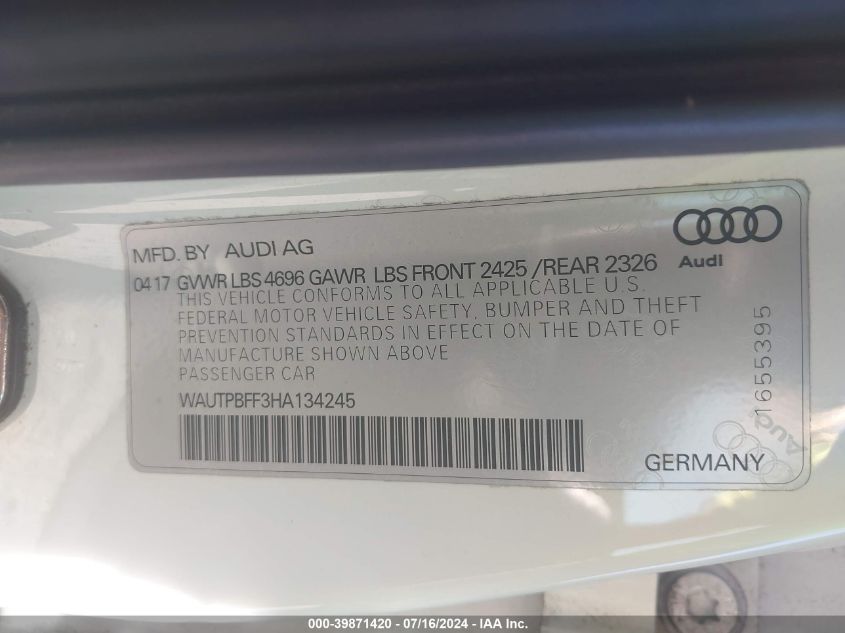 MFD. BY AUDI AG
Audi
04 17 GVWR LBS 4696 GAWR LBS FRONT 2425 / REAR 2326
THIS VEHICLE CONFORMS TO ALL APPLICABLE U.S.
FEDERAL MOTOR VEHICLE SAFETY, BUMPER AND THEFT
PREVENTION STANDARDS IN EFFECT ON THE DATE OF
MANUFACTURE SHOWN ABOVE
PASSENGER CAR
WAUTPBFF3HA134245
1655395
Audi
GERMANY
000-39871420 - 07/16/2024 - IAA Inc.